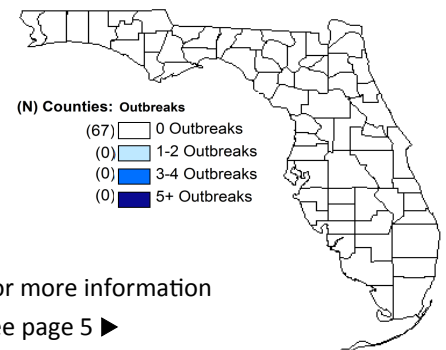 (N) Counties: Outbreaks
(67) 0 Outbreaks
(0) 1-2 Outbreaks
(0) 3-4 Outbreaks
(0) 5+ Outbreaks
or more information
ee page 5 ▶